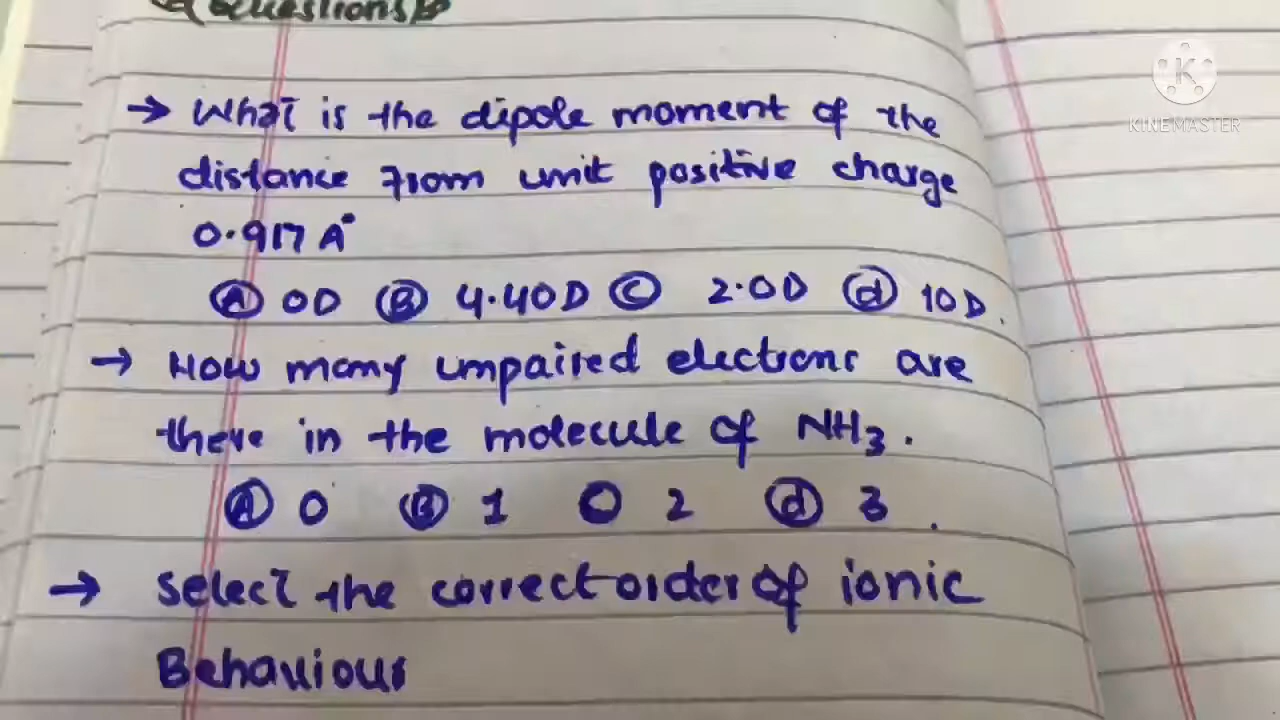 (Questions)
→ What is the dipole moment of the
distance from unit positive charge
0.917 A°
(A) 0D (B) 4.40D (C) 2.0D (d) 10D.
→ How many unpaired electrons are
there in the molecule of NH3.
(A) 0 (B) 1 (C) 2 (d) 3.
→ Select the correct order of ionic
Behaviour
K
KINEMASTER